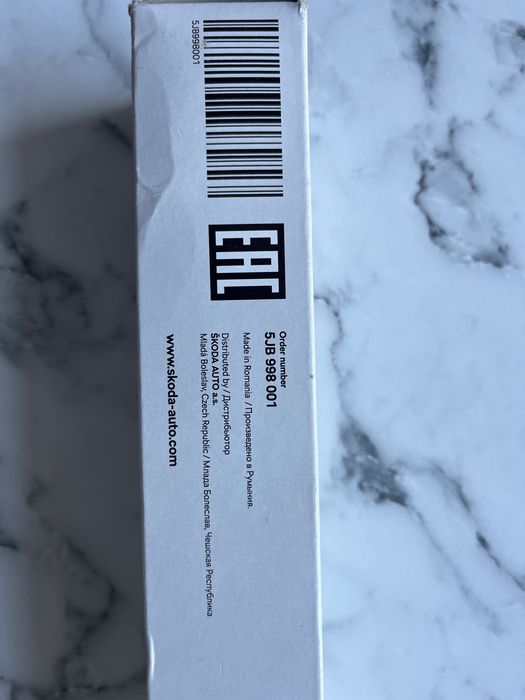 5JB998001
EAC
Order number
5JB 998 001
Made in Romania / Произведено в Румыния.
Distributed by / Дистрибьютор
ŠKODA AUTO a.s.
Mladá Boleslav, Czech Republic / Млада Болеслав, Чешская Республика
www.skoda-auto.com